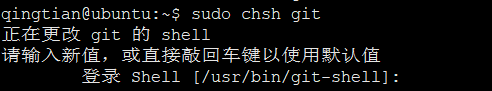 qingtian@ubuntu:~$ sudo chsh git
正在更改 git 的 shell
请输入新值，或直接敲回车键以使用默认值
登录 Shell [/usr/bin/git-shell]: